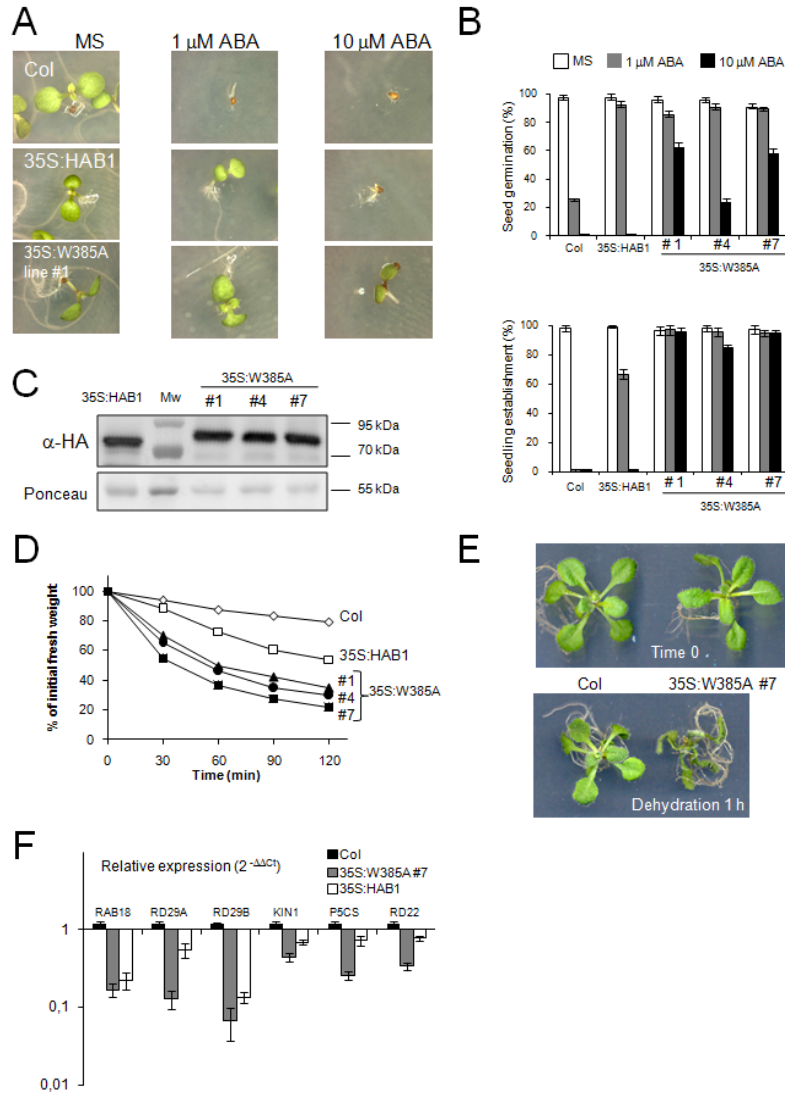 A
MS
1 μM ABA
10 μM ABA
Col
35S:HAB1
35S:W385A
line #1
B
MS
1 μM ABA
10 μM ABA
Seed germination (%)
100
80
60
40
20
0
Col
35S:HAB1
# 1
#4
#7
35S:W385A
Seedling establishment (%)
100
80
60
40
20
0
Col
35S:HAB1
# 1
#4
#7
35S:W385A
C
35S:HAB1
Mw
35S:W385A
#1
#4
#7
α-HA
95 kDa
70 kDa
Ponceau
55 kDa
D
% of initial fresh weight
100
80
60
40
20
0
0
30
60
90
120
Time (min)
Col
35S:HAB1
#1
#4
#7
35S:W385A
E
Time 0
Col
35S:W385A #7
Dehydration 1 h
F
Relative expression (2^-ΔΔCt)
Col
35S:W385A #7
35S:HAB1
RAB18
RD29A
RD29B
KIN1
P5CS
RD22
1
0,1
0,01